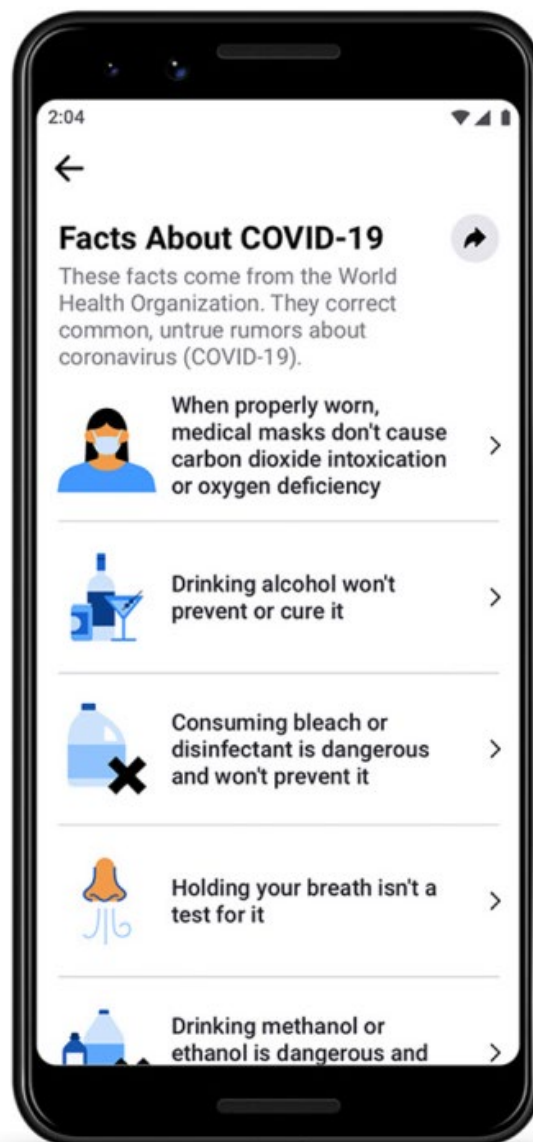 2:04
Facts About COVID-19
These facts come from the World
Health Organization. They correct
common, untrue rumors about
coronavirus (COVID-19).
When properly worn,
medical masks don't cause
carbon dioxide intoxication
or oxygen deficiency
Drinking alcohol won't
prevent or cure it
Consuming bleach or
disinfectant is dangerous
and won't prevent it
Holding your breath isn't a
test for it
Drinking methanol or
ethanol is dangerous and